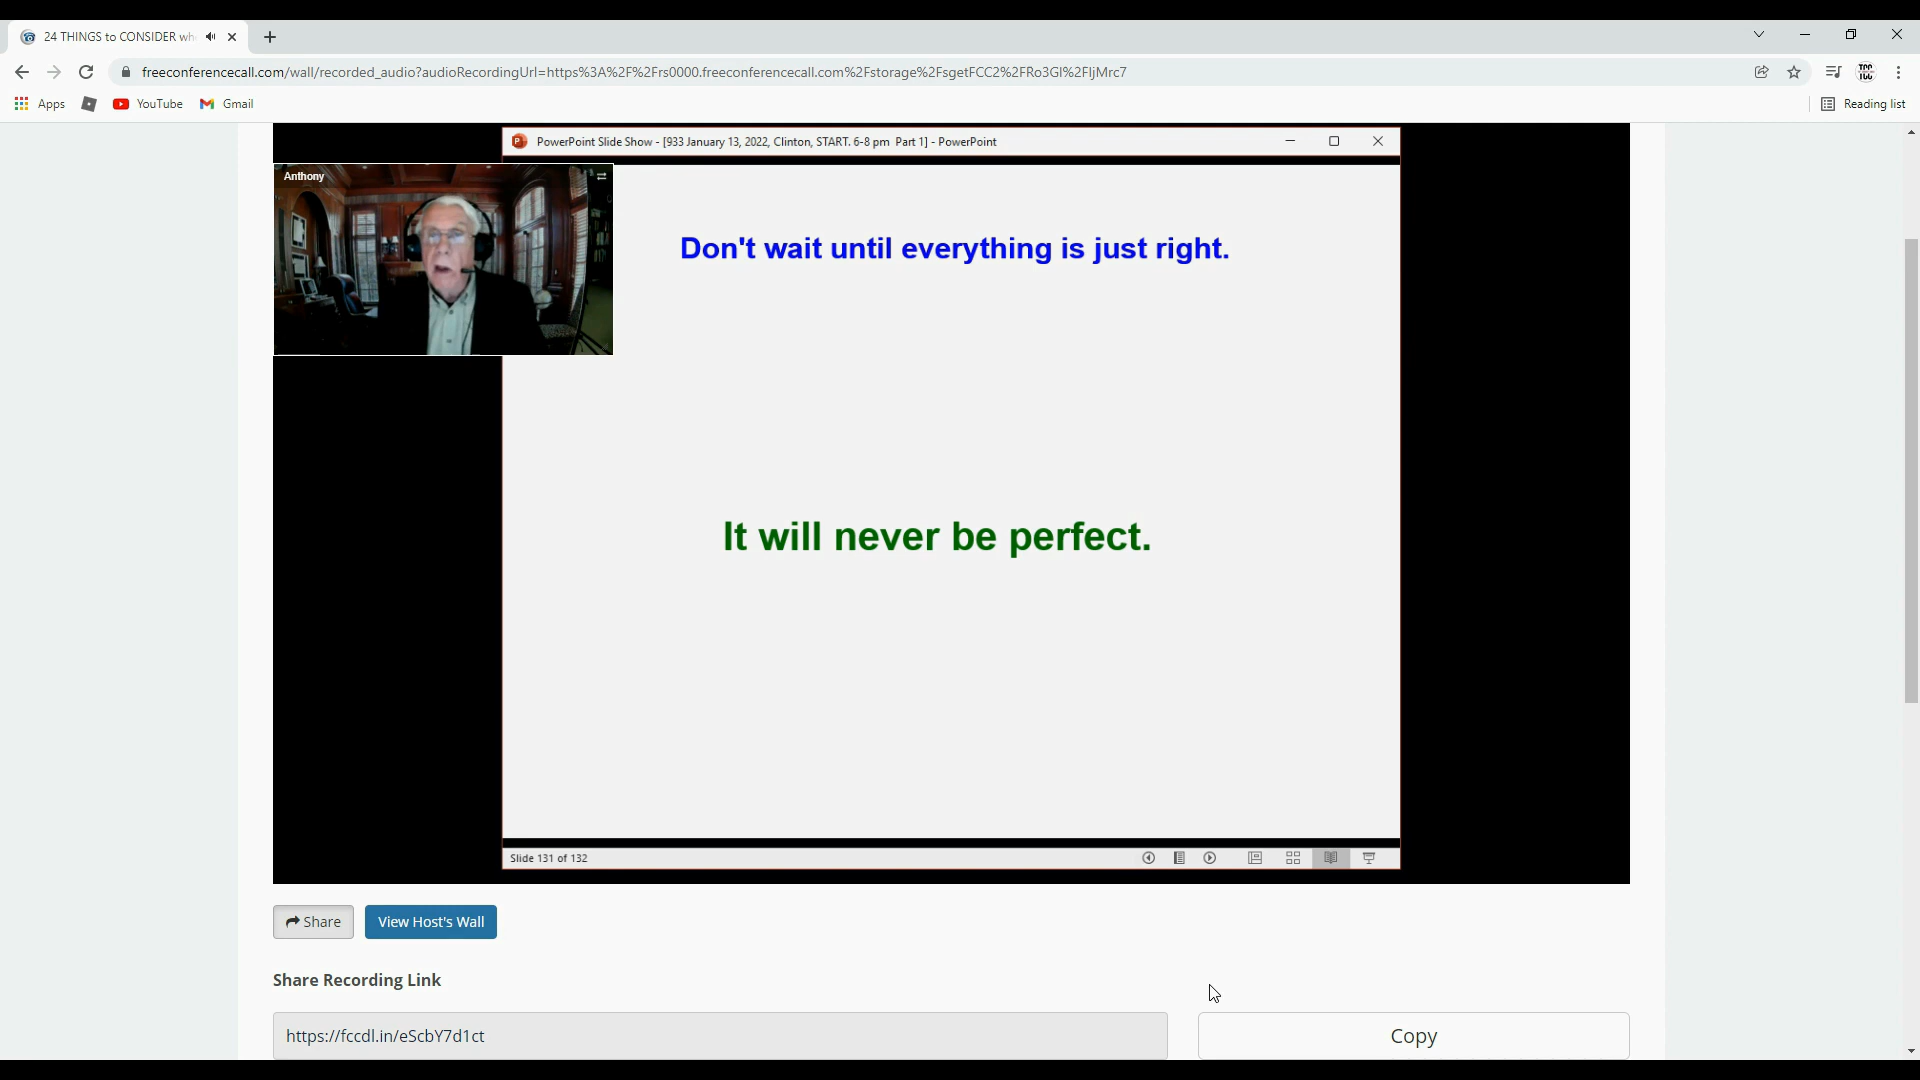 24 THINGS to CONSIDER wh
freeconferencecall.com/wall/recorded_audio?audioRecordingUrl=https%3A%2F%2Frs0000.freeconferencecall.com%2Fstorage%2FsgetFCC2%2FRo3GI%2FIjMrc7
Apps
YouTube
Gmail
Reading list
PowerPoint Slide Show - [933 January 13, 2022, Clinton, START. 6-8 pm Part 1] - PowerPoint
Anthony
Don't wait until everything is just right.
It will never be perfect.
Slide 131 of 132
Share
View Host's Wall
Share Recording Link
https://fccdl.in/eScbY7d1ct
Copy